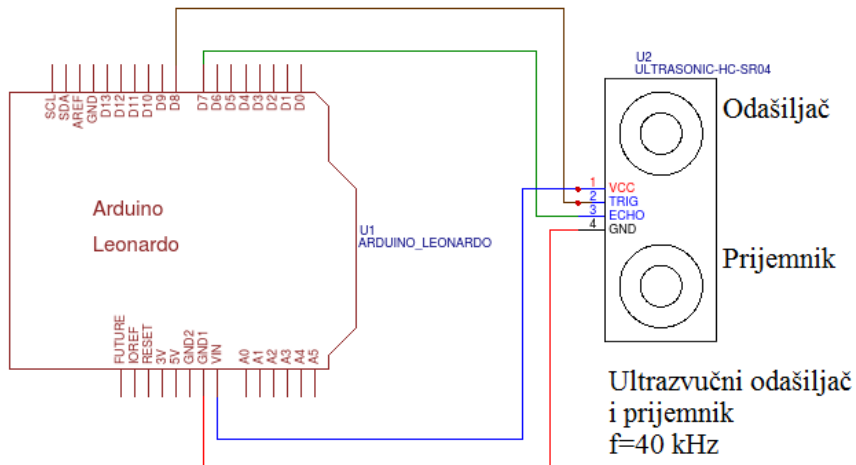 SCL
SDA
AREF
GND
D13
D12
D11
D10
D9
D8
D7
D6
D5
D4
D3
D2
D1
D0
Arduino
Leonardo
U1
ARDUINO_LEONARDO
FUTURE
IOREF
RESET
3V
5V
GND2
GND1
VIN
A0
A1
A2
A3
A4
A5
U2
ULTRASONIC-HC-SR04
Odašiljač
1 VCC
2 TRIG
3 ECHO
4 GND
Prijemnik
Ultrazvučni odašiljač
i prijemnik
f=40 kHz